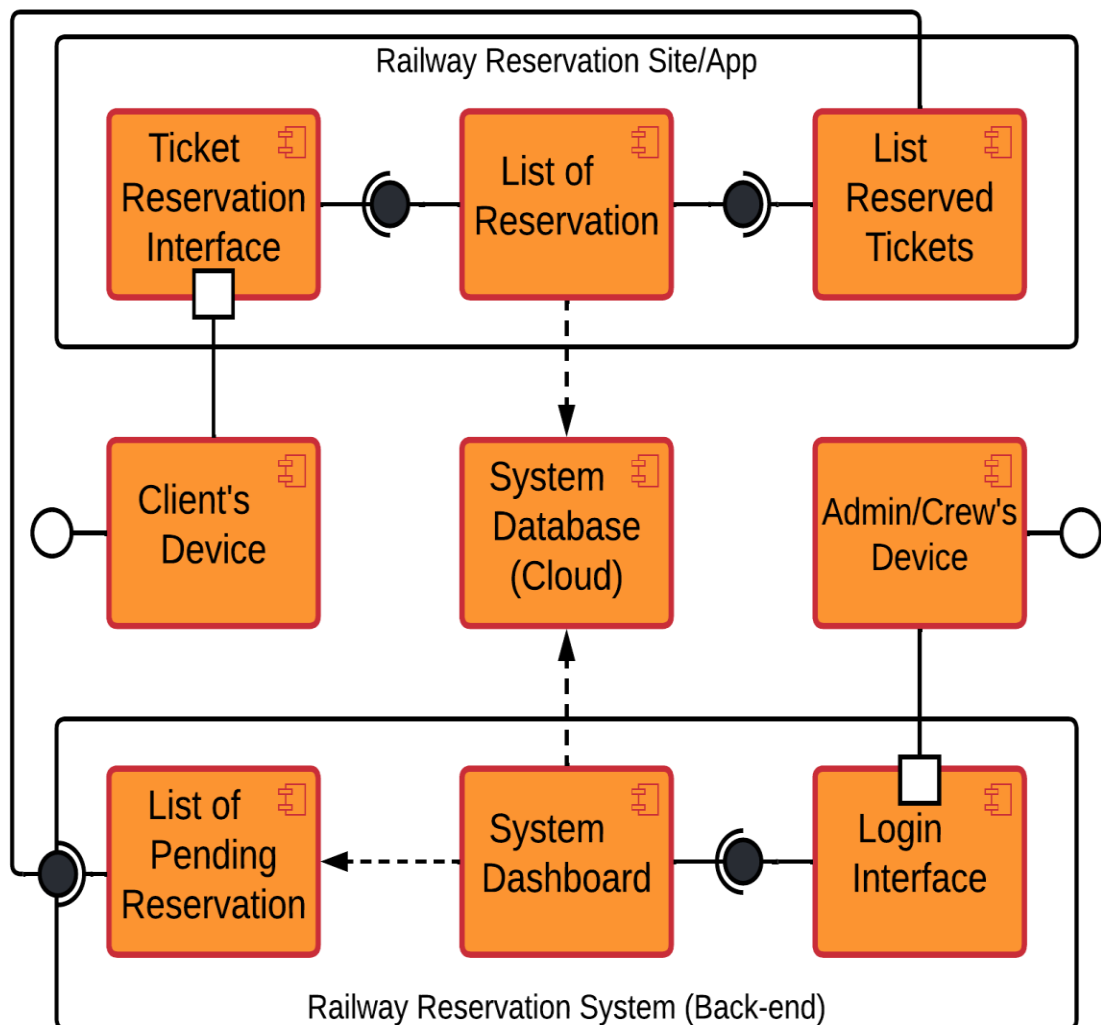 Railway Reservation Site/App
Ticket
Reservation
Interface
List of
Reservation
List
Reserved
Tickets
Client's
Device
System
Database
(Cloud)
Admin/Crew's
Device
List of
Pending
Reservation
System
Dashboard
Login
Interface
Railway Reservation System (Back-end)